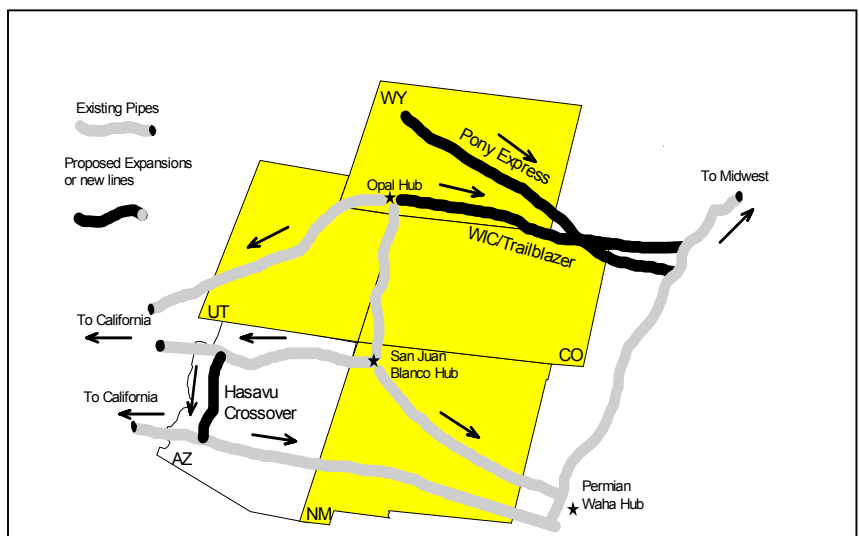 Existing Pipes
Proposed Expansions
or new lines
WY
Pony Express
Opal Hub
To Midwest
WIC/Trailblazer
UT
To California
CO
San Juan
Blanco Hub
To California
Hasavu
Crossover
AZ
Permian
Waha Hub
NM